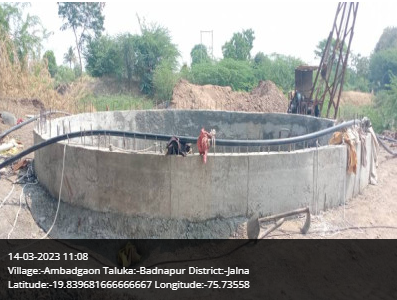 14-03-2023 11:08
Village:-Ambadgaon Taluka:-Badnapur District:-Jalna
Latitude:-19.839681666666667 Longitude:-75.73558